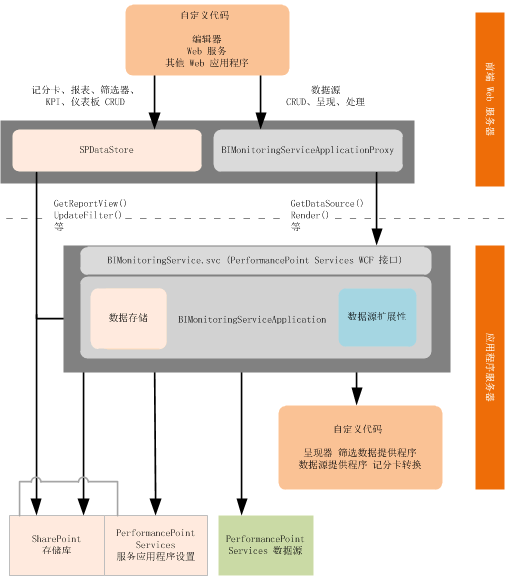 自定义代码
编辑器
Web 服务
其他 Web 应用程序
记分卡、报表、筛选器、
KPI、仪表板 CRUD
数据源
CRUD、呈现、处理
前端 Web 服务器
SPDataStore
BIMonitoringServiceApplicationProxy
GetReportView()
UpdateFilter()
等
GetDataSource()
Render()
等
BIMonitoringService.svc (PerformancePoint Services WCF 接口)
数据存储
BIMonitoringServiceApplication
数据源扩展性
应用程序服务器
自定义代码
呈现器 筛选数据提供程序
数据源提供程序 记分卡转换
SharePoint
存储库
PerformancePoint
Services
服务应用程序设置
PerformancePoint
Services 数据源